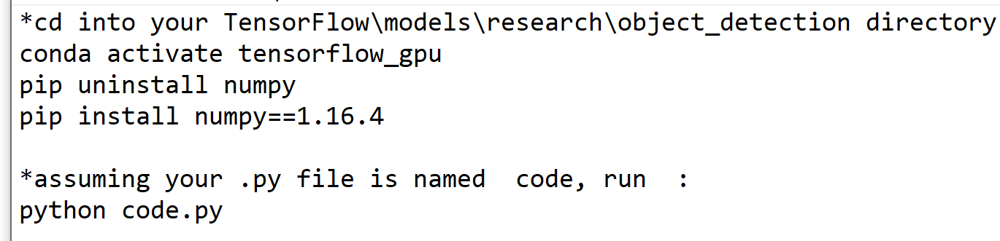 *cd into your TensorFlow\models\research\object_detection directory
conda activate tensorflow_gpu
pip uninstall numpy
pip install numpy==1.16.4
*assuming your .py file is named  code, run  :
python code.py